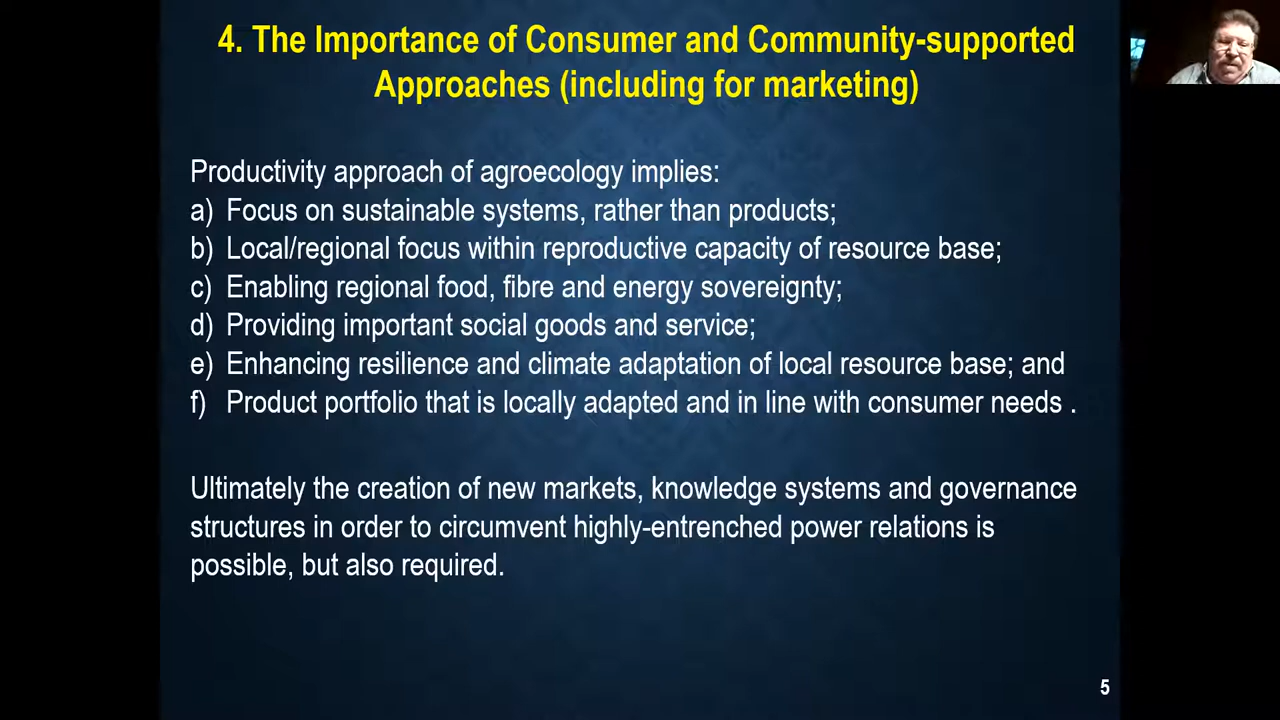 4. The Importance of Consumer and Community-supported
Approaches (including for marketing)
Productivity approach of agroecology implies:
a) Focus on sustainable systems, rather than products;
b) Local/regional focus within reproductive capacity of resource base;
c) Enabling regional food, fibre and energy sovereignty;
d) Providing important social goods and service;
e) Enhancing resilience and climate adaptation of local resource base; and
f) Product portfolio that is locally adapted and in line with consumer needs .
Ultimately the creation of new markets, knowledge systems and governance
structures in order to circumvent highly-entrenched power relations is
possible, but also required.
5